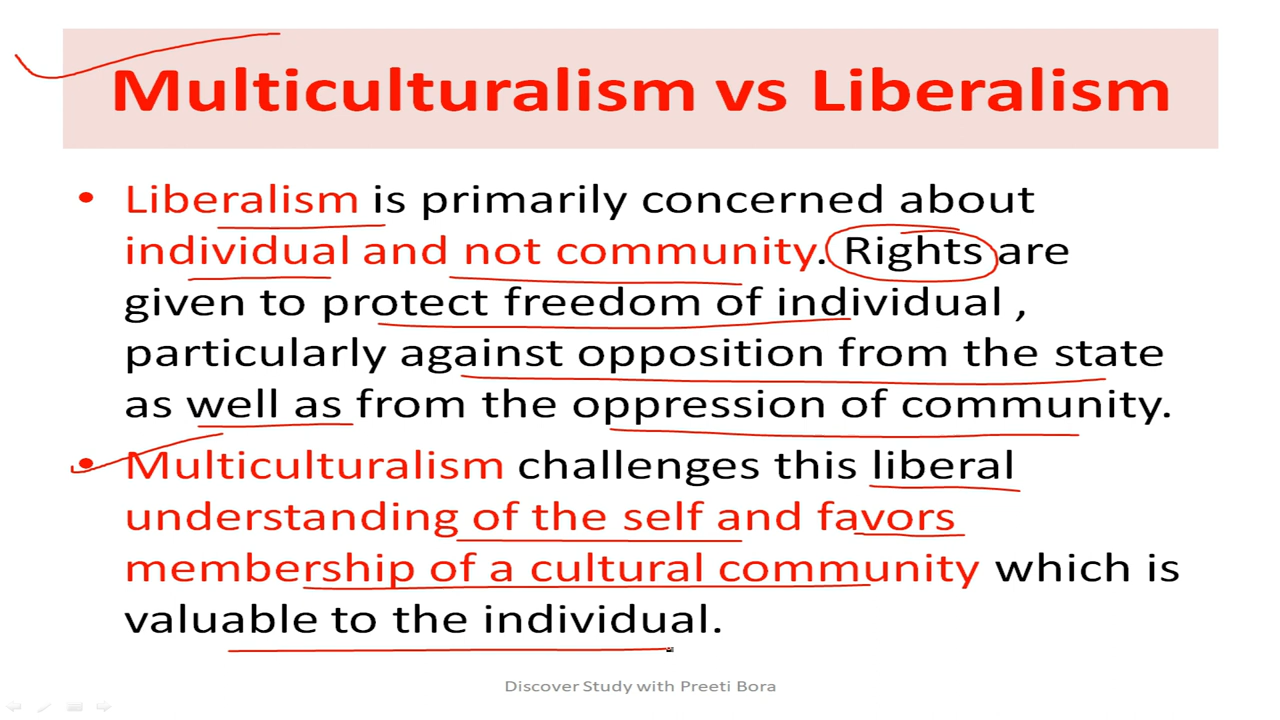 Multiculturalism vs Liberalism
• Liberalism is primarily concerned about
individual and not community. Rights are
given to protect freedom of individual ,
particularly against opposition from the state
as well as from the oppression of community.
• Multiculturalism challenges this liberal
understanding of the self and favors
membership of a cultural community which is
valuable to the individual.
Discover Study with Preeti Bora